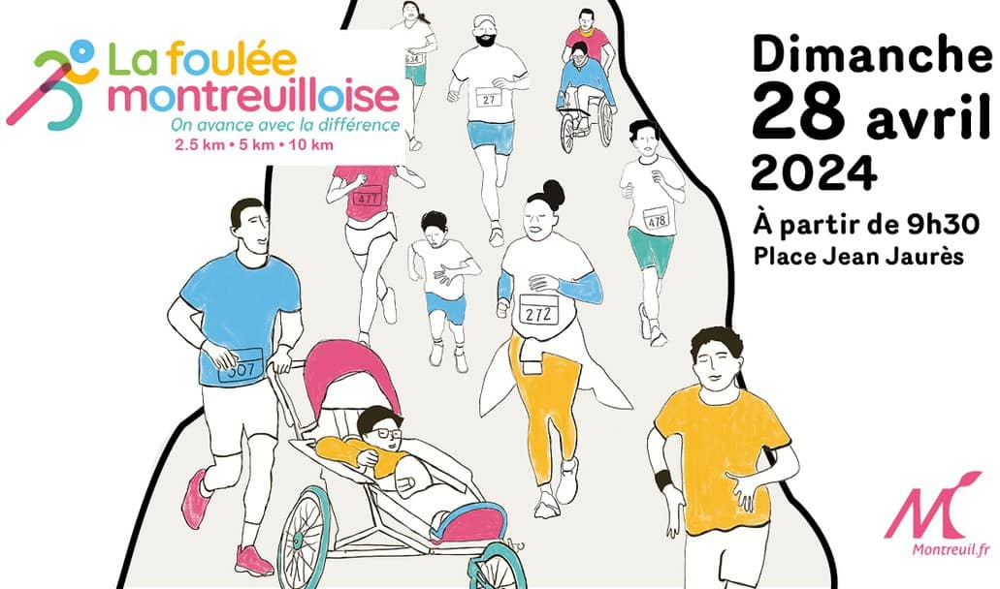 La foulée
montreuilloise
On avance avec la différence
2.5 km • 5 km • 10 km
Dimanche
28 avril
2024
À partir de 9h30
Place Jean Jaurès
634
27
477
478
272
307
M
Montreuil.fr